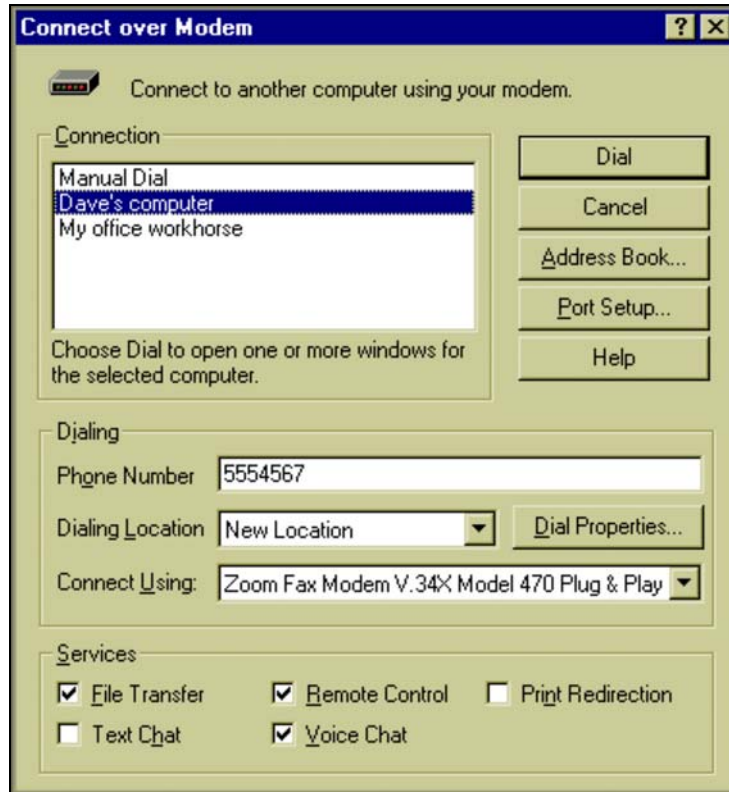 Connect over Modem
Connect to another computer using your modem.
Connection
Manual Dial
Dave's computer
My office workhorse
Choose Dial to open one or more windows for
the selected computer.
Dial
Cancel
Address Book...
Port Setup...
Help
Dialing
Phone Number 5554567
Dialing Location New Location Dial Properties...
Connect Using: Zoom Fax Modem V.34X Model 470 Plug & Play
Services
File Transfer Remote Control Print Redirection
Text Chat Voice Chat